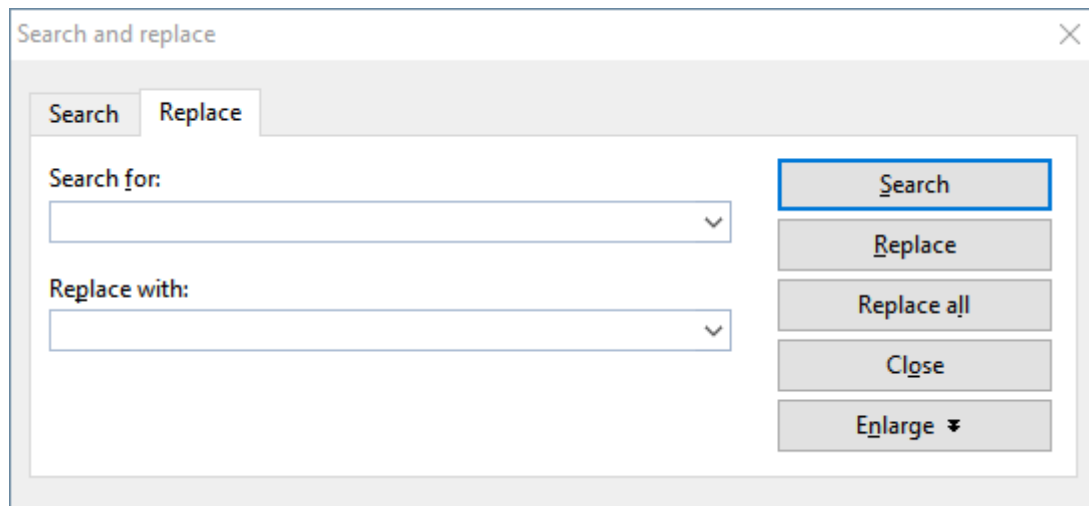 Search and replace
Search
Replace
Search for:
Replace with:
Search
Replace
Replace all
Close
Enlarge